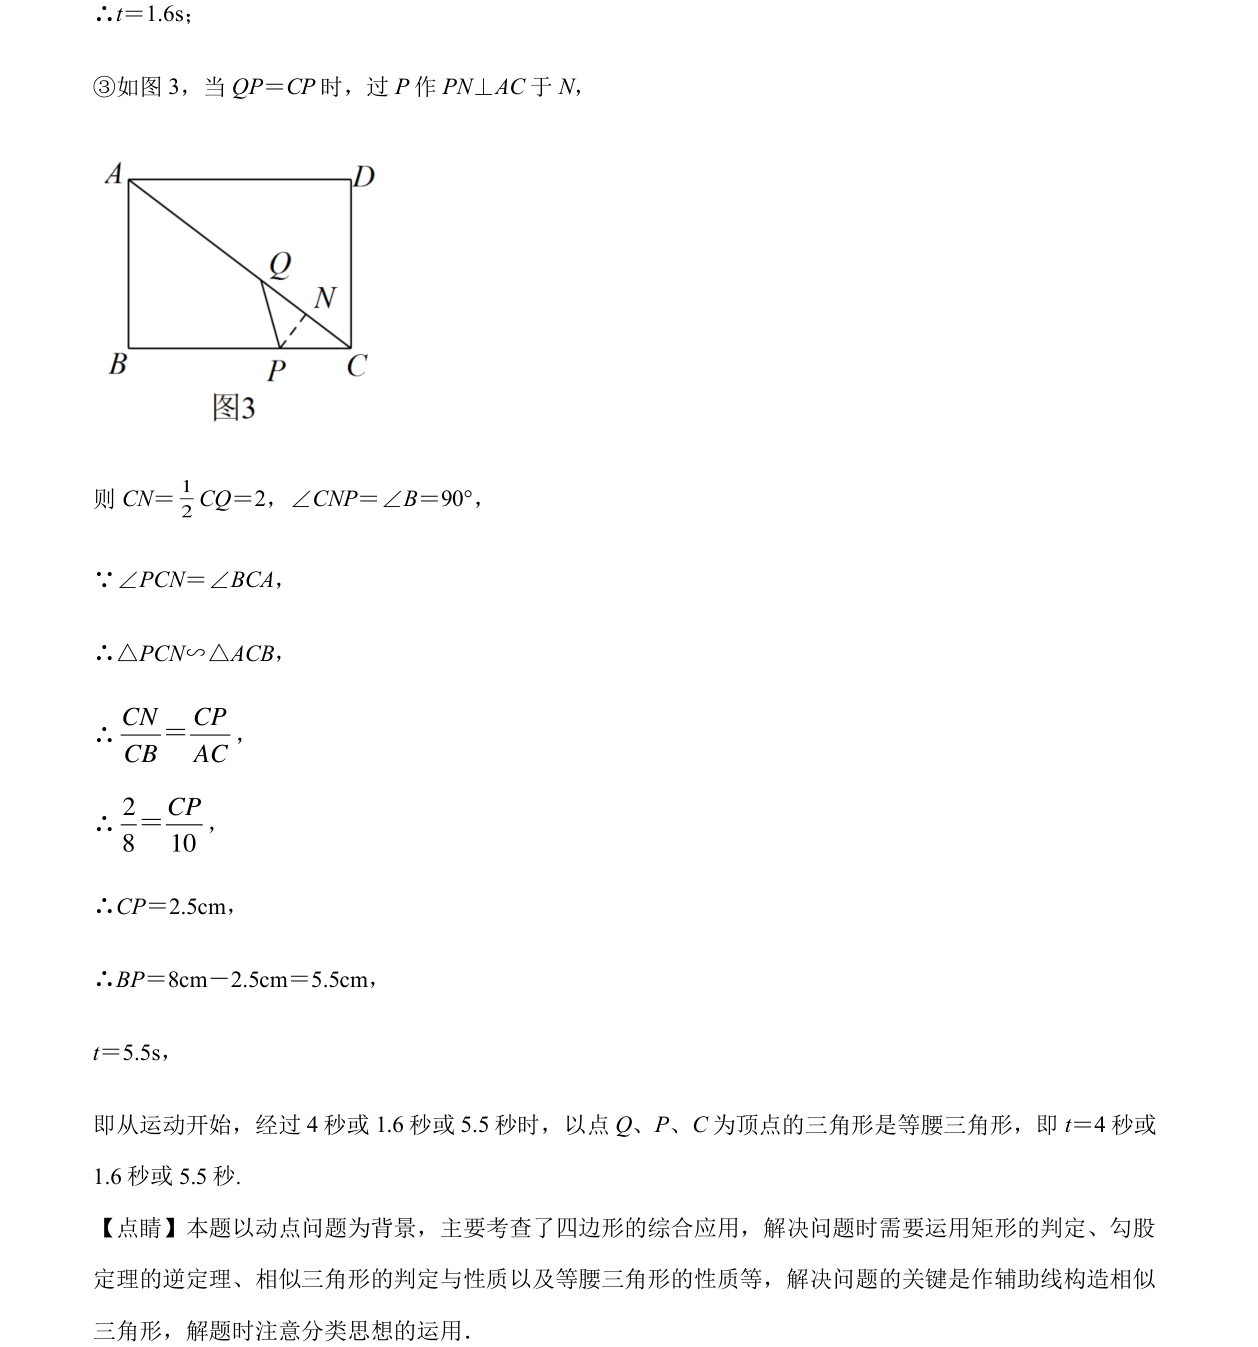 ∴t＝1.6s；
③如图 3，当 QP＝CP 时，过 P 作 PN⊥AC 于 N，
A
D
Q
N
B
P
C
图3
则 CN＝1/2 CQ＝2，∠CNP＝∠B＝90°，
∵∠PCN＝∠BCA，
∴△PCN∽△ACB，
∴CN/CB＝CP/AC，
∴2/8＝CP/10，
∴CP＝2.5cm，
∴BP＝8cm－2.5cm＝5.5cm，
t＝5.5s，
即从运动开始，经过 4 秒或 1.6 秒或 5.5 秒时，以点 Q、P、C 为顶点的三角形是等腰三角形，即 t＝4 秒或
1.6 秒或 5.5 秒.
【点睛】本题以动点问题为背景，主要考查了四边形的综合应用，解决问题时需要运用矩形的判定、勾股
定理的逆定理、相似三角形的判定与性质以及等腰三角形的性质等，解决问题的关键是作辅助线构造相似
三角形，解题时注意分类思想的运用．